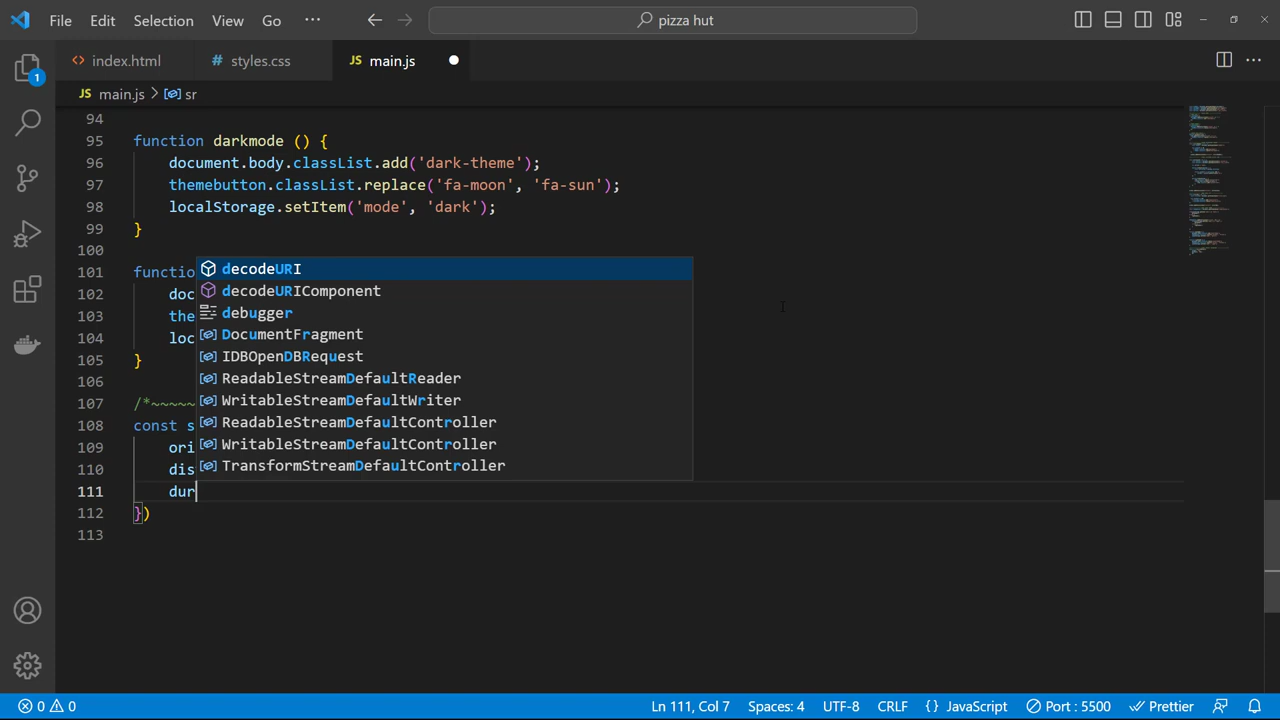 File Edit Selection View Go ··· pizza hut
index.html # styles.css JS main.js
JS main.js > sr
94
95 function darkmode () {
96 document.body.classList.add('dark-theme');
97 themebutton.classList.replace('fa-moon', 'fa-sun');
98 localStorage.setItem('mode', 'dark');
99 }
100
101 functio
decodeURI
102 doc
decodeURIComponent
103 the
debugger
104 loc
DocumentFragment
105 }
IDBOpenDBRequest
106
ReadableStreamDefaultReader
107 /*~~~~~
WritableStreamDefaultWriter
108 const s
ReadableStreamDefaultController
109 ori
WritableStreamDefaultController
110 dis
TransformStreamDefaultController
111 dur
112 })
113
1
0 0 Ln 111, Col 7 Spaces: 4 UTF-8 CRLF {} JavaScript Port : 5500 Prettier